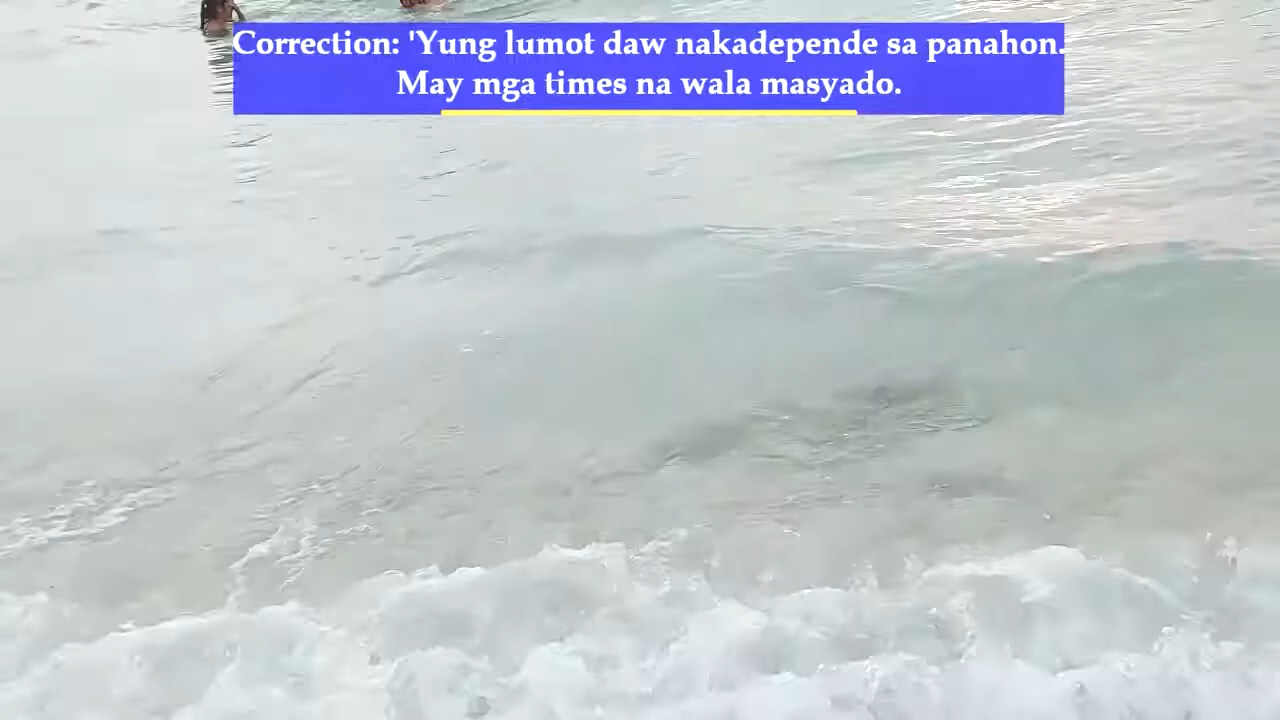 Correction: 'Yung lumot daw nakadepende sa panahon.
May mga times na wala masyado.